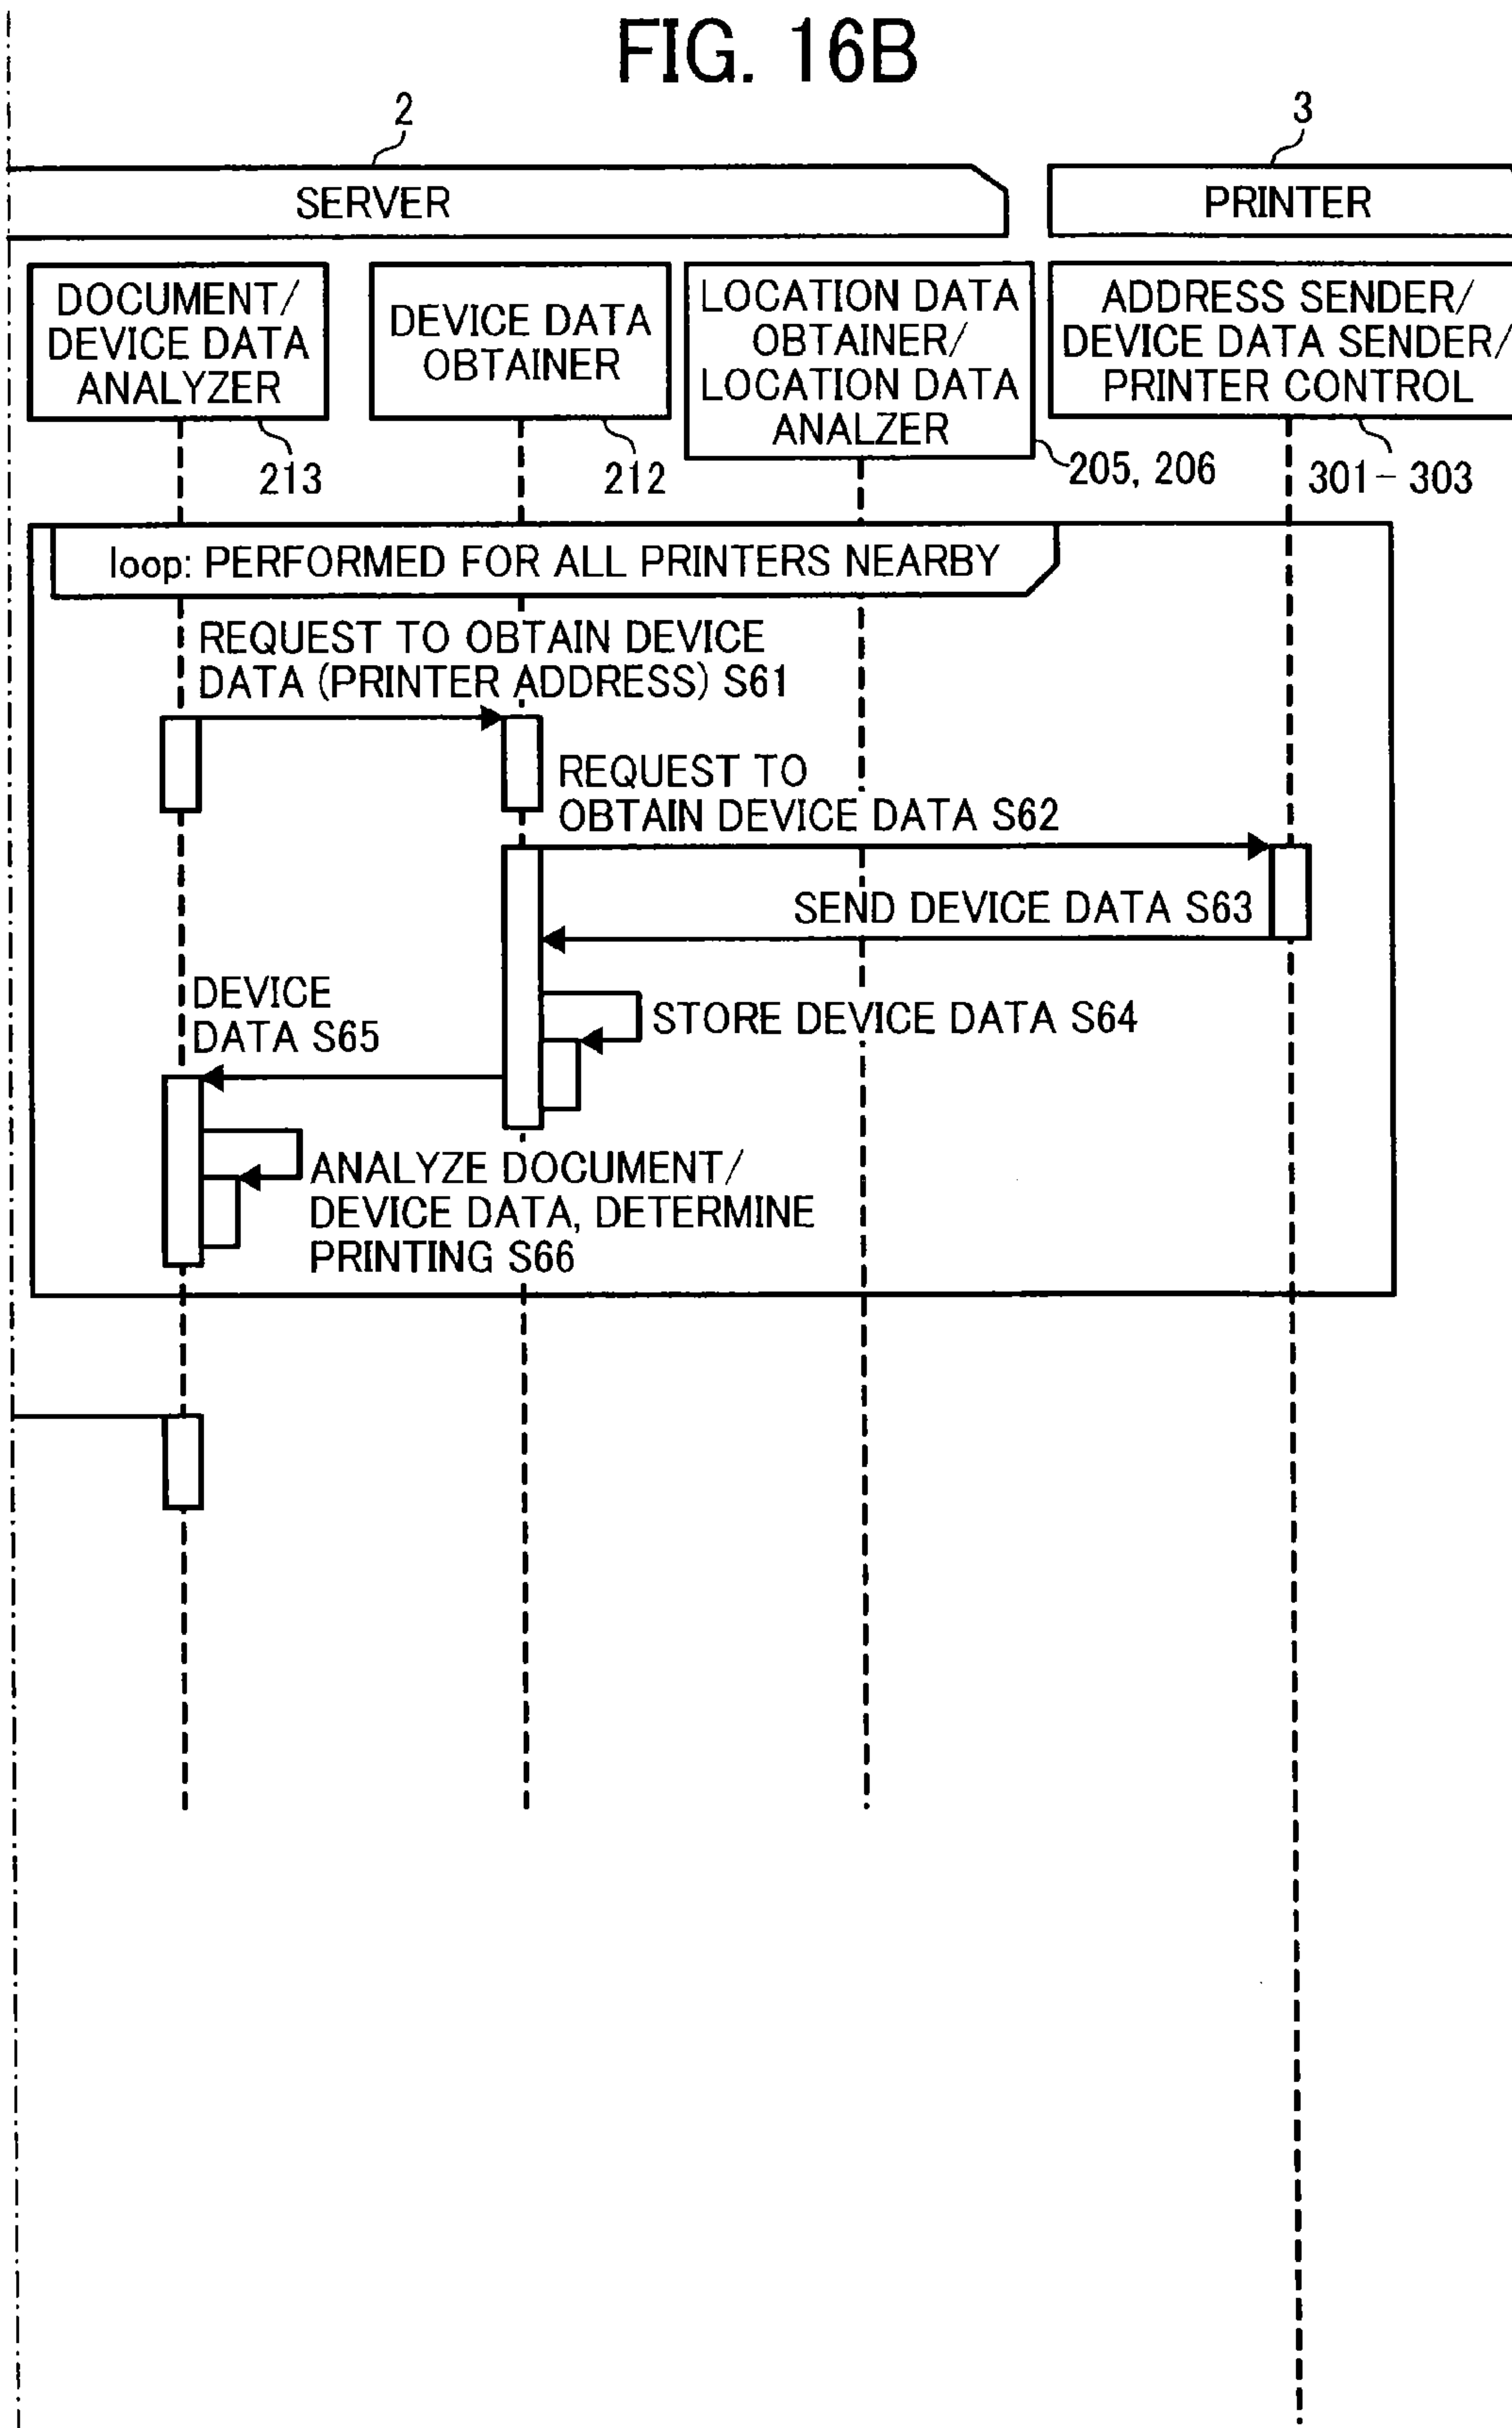 FIG. 16B
2
3
SERVER
PRINTER
DOCUMENT/
DEVICE DATA
ANALYZER
DEVICE DATA
OBTAINER
LOCATION DATA
OBTAINER/
LOCATION DATA
ANALZER
ADDRESS SENDER/
DEVICE DATA SENDER/
PRINTER CONTROL
213
212
205, 206
301-303
loop: PERFORMED FOR ALL PRINTERS NEARBY
REQUEST TO OBTAIN DEVICE
DATA (PRINTER ADDRESS) S61
REQUEST TO
OBTAIN DEVICE DATA S62
SEND DEVICE DATA S63
DEVICE
DATA S65
STORE DEVICE DATA S64
ANALYZE DOCUMENT/
DEVICE DATA, DETERMINE
PRINTING S66